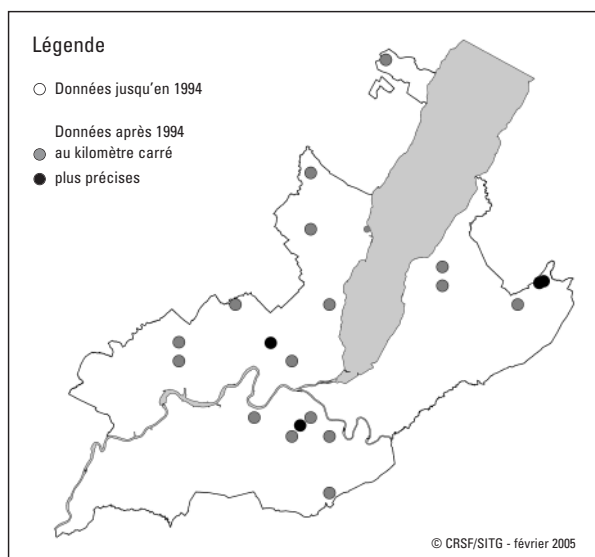 Légende
Données jusqu'en 1994
Données après 1994
au kilomètre carré
plus précises
© CRSF/SITG - février 2005